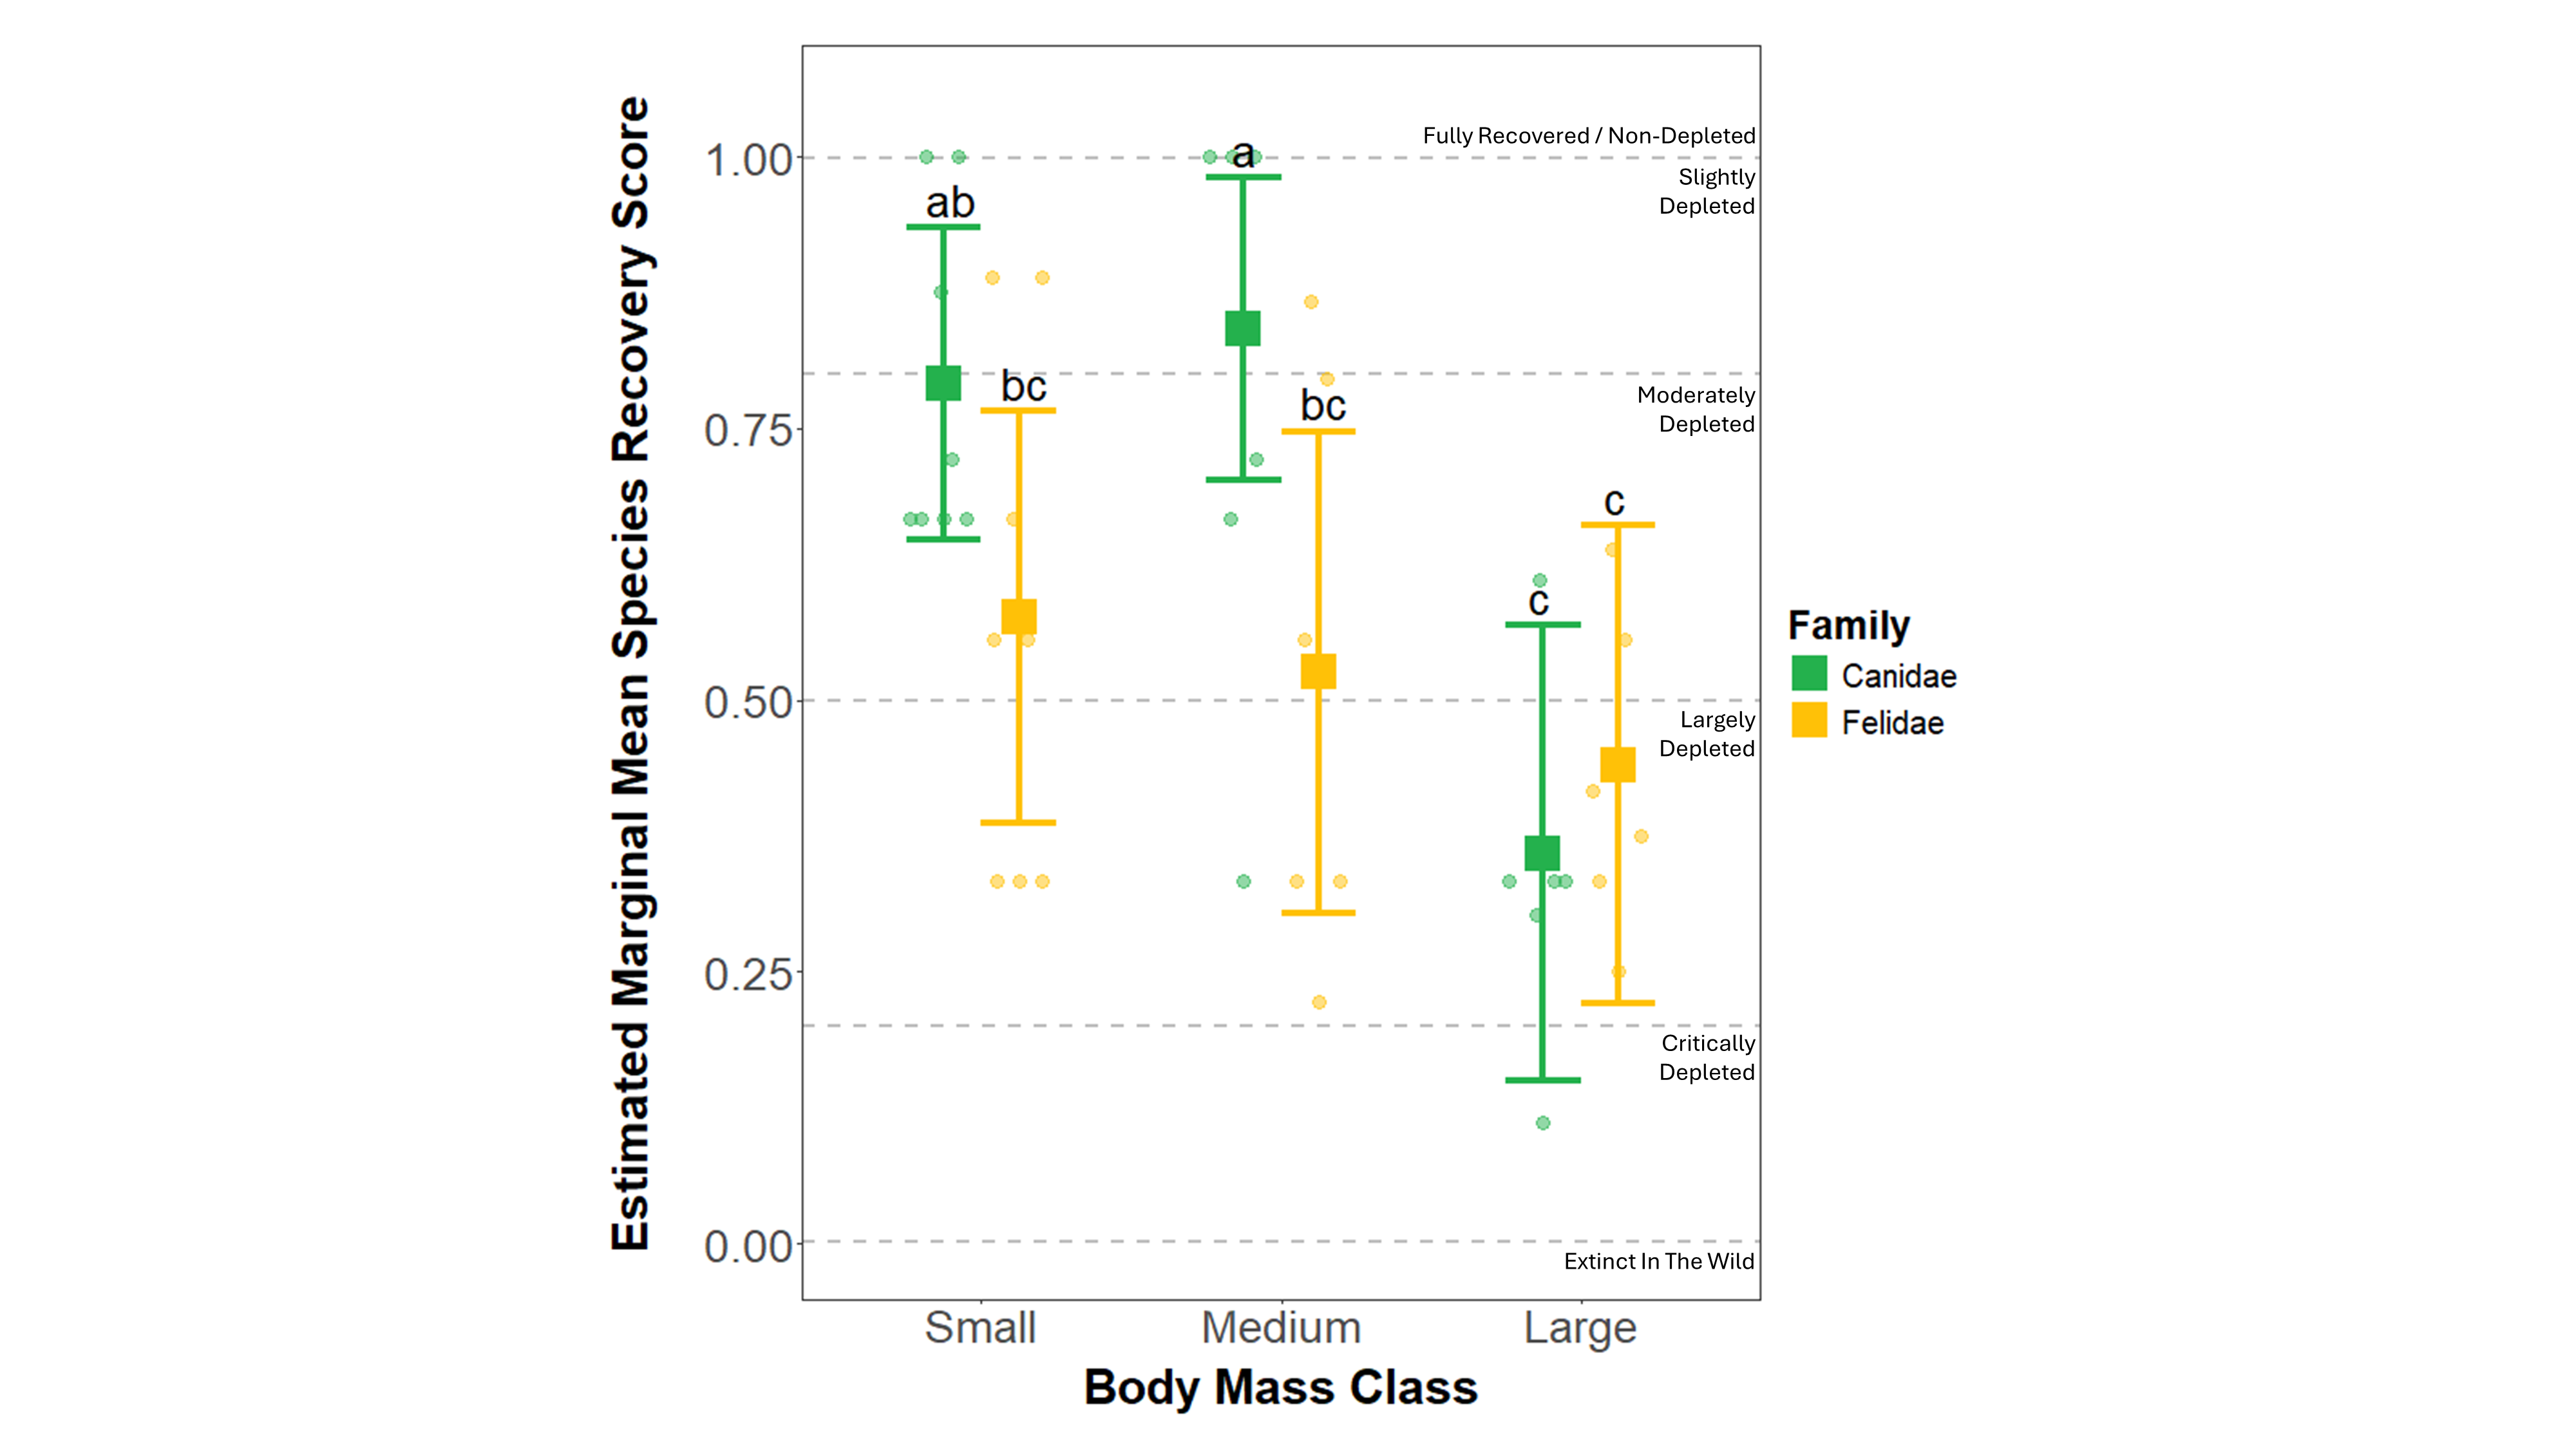 Estimated Marginal Mean Species Recovery Score
1.00
0.75
0.50
0.25
0.00
Fully Recovered / Non-Depleted
Slightly
Depleted
Moderately
Depleted
Largely
Depleted
Critically
Depleted
Extinct In The Wild
ab
bc
a
bc
c
c
Small
Medium
Large
Body Mass Class
Family
Canidae
Felidae